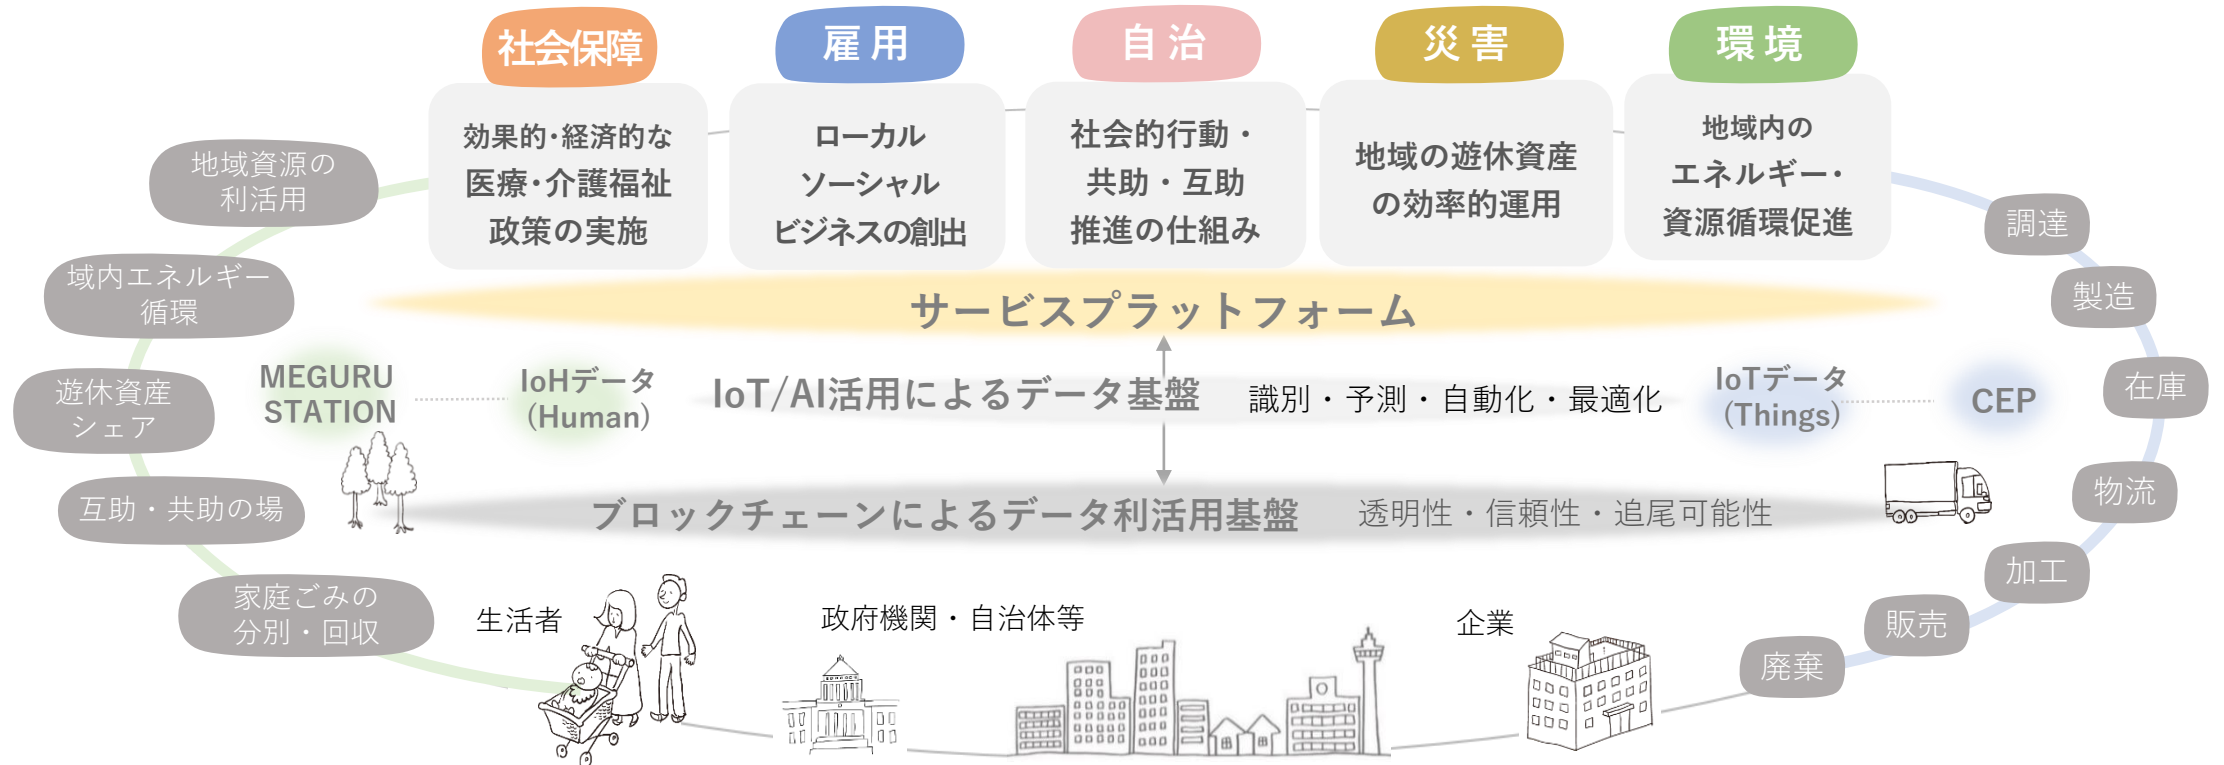 社会保障
雇用
自治
災害
環境
効果的･経済的な
医療･介護福祉
政策の実施
ローカル
ソーシャル
ビジネスの創出
社会的行動・
共助・互助
推進の仕組み
地域の遊休資産
の効率的運用
地域内の
エネルギー・
資源循環促進
地域資源の
利活用
域内エネルギー
循環
遊休資産
シェア
互助・共助の場
家庭ごみの
分別・回収
サービスプラットフォーム
MEGURU
STATION
IoHデータ
(Human)
IoT/AI活用によるデータ基盤
識別・予測・自動化・最適化
IoTデータ
(Things)
CEP
ブロックチェーンによるデータ利活用基盤
透明性・信頼性・追尾可能性
調達
製造
在庫
物流
加工
販売
廃棄
生活者
政府機関・自治体等
企業